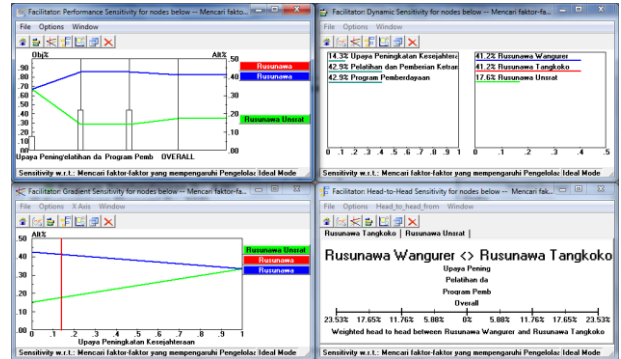 Facilitator: Performance Sensitivity for nodes below -- Mencari fakto...
File Options Window
Obj% Alt%
.90 .50
.80 .40
.70
.60 .30
.50
.40 .20
.30
.20 .10
.10
.00 .00
Rusunawa
Rusunawa
Rusunawa Unsrat
Upaya Pening elatihan da Program Pemb OVERALL
Sensitivity w.r.t.: Mencari faktor-faktor yang mempengaruhi Pengelolaa Ideal Mode
Facilitator: Dynamic Sensitivity for nodes below -- Mencari faktor-fa...
File Options Window
14.3% Upaya Peningkatan Kesejahtera
42.9% Pelatihan dan Pemberian Ketran
42.9% Program Pemberdayaan
41.2% Rusunawa Wangurer
41.2% Rusunawa Tangkoko
17.6% Rusunawa Unsrat
0 .1 .2 .3 .4 .5 .6 .7 .8 .9 1
0 .1 .2 .3 .4 .5
Sensitivity w.r.t.: Mencari faktor-faktor yang mempengaruhi Pengelolaa Ideal Mode
Facilitator: Gradient Sensitivity for nodes below -- Mencari faktor-fa...
File Options X Axis Window
Alt%
.50
.40
.30
.20
.10
.00
0 .1 .2 .3 .4 .5 .6 .7 .8 .9 1
Rusunawa Unsrat
Rusunawa
Rusunawa
Upaya Peningkatan Kesejahteraan
Sensitivity w.r.t.: Mencari faktor-faktor yang mempengaruhi Pengelolaa Ideal Mode
Facilitator: Head-to-Head Sensitivity for nodes below -- Mencari fak...
File Options Head_to_head_from Window
Rusunawa Tangkoko | Rusunawa Unsrat |
Rusunawa Wangurer <> Rusunawa Tangkoko
Upaya Pening
Pelatihan da
Program Pemb
Overall
23.53% 17.65% 11.76% 5.88% 0% 5.88% 11.76% 17.65% 23.53%
Weighted head to head between Rusunawa Wangurer and Rusunawa Tangkoko
Sensitivity w.r.t.: Mencari faktor-faktor yang mempengaruhi Pengelolaa Ideal Mode